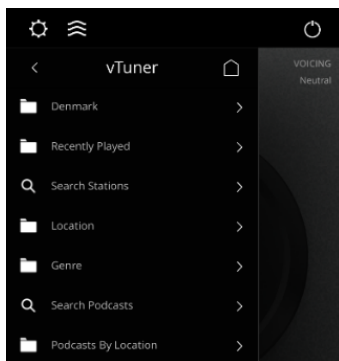 vTuner
VOICING
Neutral
Denmark
Recently Played
Search Stations
Location
Genre
Search Podcasts
Podcasts By Location